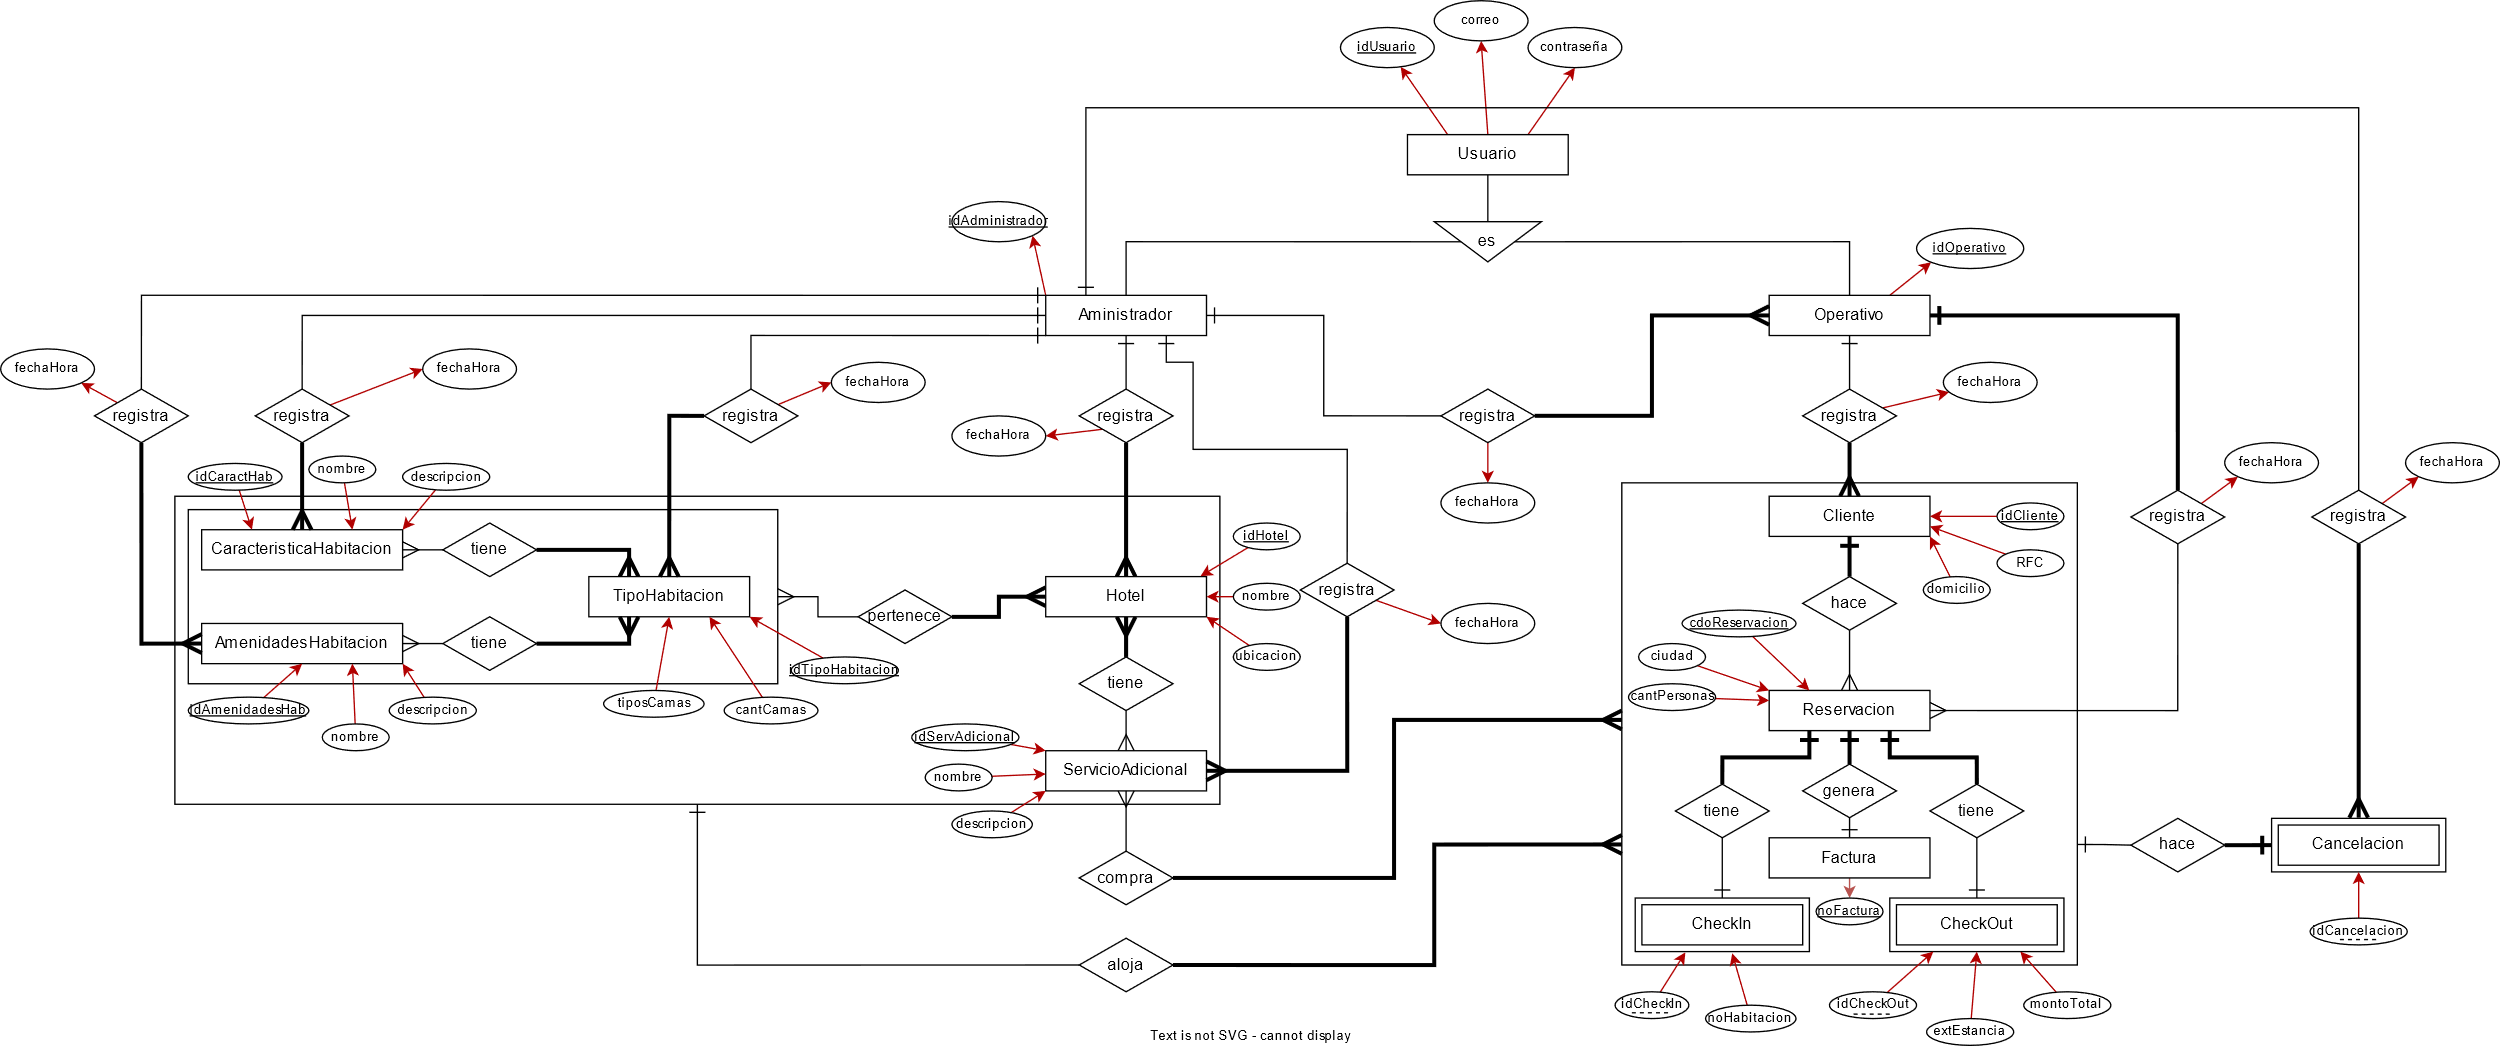 correo
idUsuario
contraseña
Usuario
idAdministrador
es
idOperativo
Aministrador
Operativo
fechaHora
fechaHora
fechaHora
fechaHora
registra
registra
registra
registra
registra
registra
fechaHora
fechaHora
fechaHora
idCaractHab
nombre
descripcion
fechaHora
registra
registra
Cliente
idCliente
CaracteristicaHabitacion
tiene
idHotel
RFC
domicilio
TipoHabitacion
Hotel
nombre
registra
hace
pertenece
fechaHora
cdoReservacion
AmenidadesHabitacion
tiene
ubicacion
ciudad
idTipoHabitacion
tiene
cantPersonas
tiposCamas
cantCamas
idAmenidadesHab
descripcion
nombre
Reservacion
idServAdicional
nombre
ServicioAdicional
descripcion
tiene
genera
tiene
hace
Cancelacion
Factura
compra
noFactura
CheckIn
CheckOut
idCancelacion
aloja
idCheckIn
noHabitacion
idCheckOut
extEstancia
montoTotal
Text is not SVG - cannot display